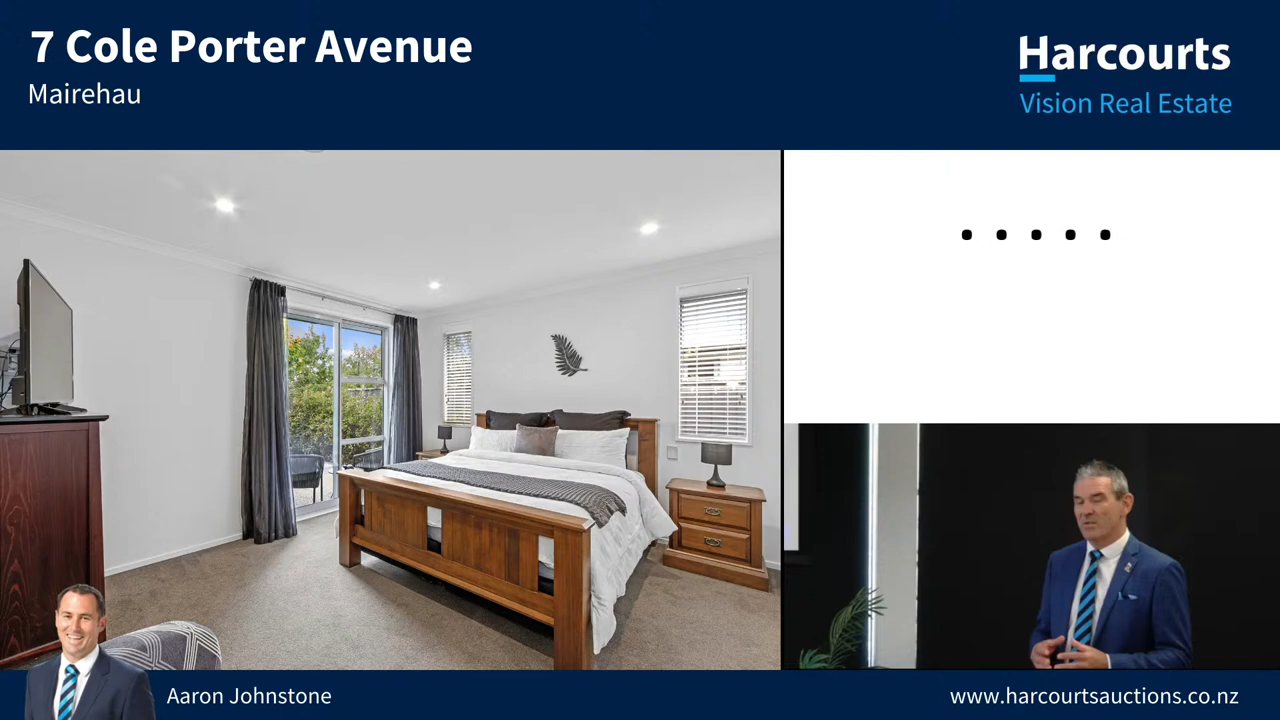 7 Cole Porter Avenue
Mairehau
Harcourts
Vision Real Estate
.....
Aaron Johnstone
www.harcourtsauctions.co.nz